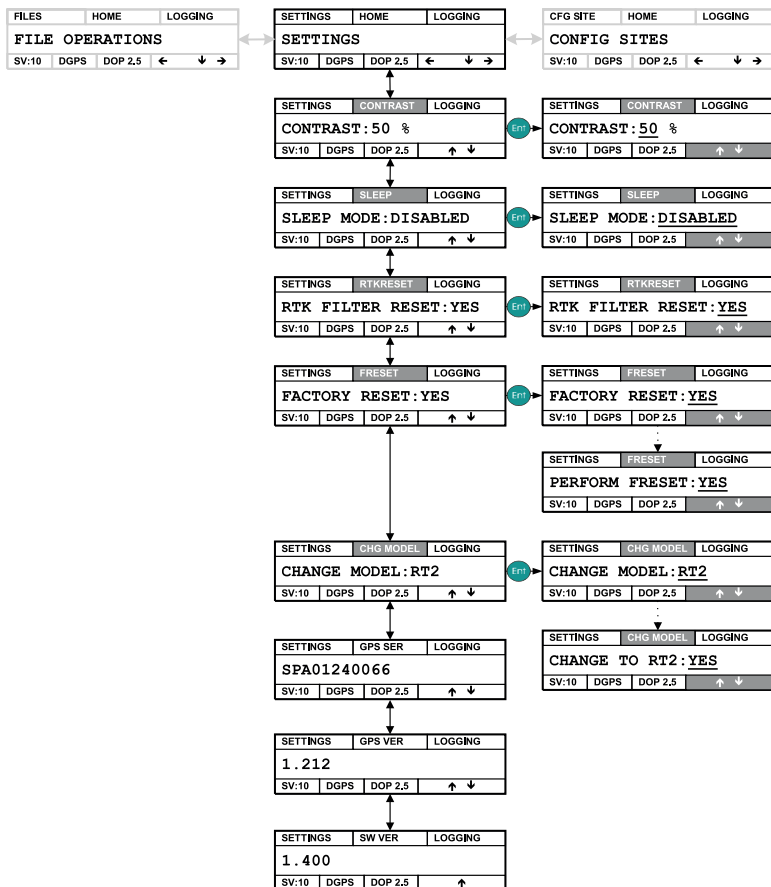 FILES HOME LOGGING SETTINGS HOME LOGGING CFG SITE HOME LOGGING
FILE OPERATIONS SETTINGS CONFIG SITES
SV:10 DGPS DOP 2.5 ← ↓ → SV:10 DGPS DOP 2.5 ← ↓ → SV:10 DGPS DOP 2.5 ← ↓ →
SETTINGS CONTRAST LOGGING SETTINGS CONTRAST LOGGING
CONTRAST:50 % Ent CONTRAST:50 %
SV:10 DGPS DOP 2.5 ↑ ↓ SV:10 DGPS DOP 2.5 ↑ ↓
SETTINGS SLEEP LOGGING SETTINGS SLEEP LOGGING
SLEEP MODE:DISABLED Ent SLEEP MODE:DISABLED
SV:10 DGPS DOP 2.5 ↑ ↓ SV:10 DGPS DOP 2.5 ↑ ↓
SETTINGS RTKRESET LOGGING SETTINGS RTKRESET LOGGING
RTK FILTER RESET:YES Ent RTK FILTER RESET:YES
SV:10 DGPS DOP 2.5 ↑ ↓ SV:10 DGPS DOP 2.5 ↑ ↓
SETTINGS FRESET LOGGING SETTINGS FRESET LOGGING
FACTORY RESET:YES Ent FACTORY RESET:YES
SV:10 DGPS DOP 2.5 ↑ ↓ SV:10 DGPS DOP 2.5 ↑ ↓
SETTINGS FRESET LOGGING
PERFORM FRESET:YES
SV:10 DGPS DOP 2.5 ↑ ↓
SETTINGS CHG MODEL LOGGING SETTINGS CHG MODEL LOGGING
CHANGE MODEL:RT2 Ent CHANGE MODEL:RT2
SV:10 DGPS DOP 2.5 ↑ ↓ SV:10 DGPS DOP 2.5 ↑ ↓
SETTINGS GPS SER LOGGING SETTINGS CHG MODEL LOGGING
SPA01240066 CHANGE TO RT2:YES
SV:10 DGPS DOP 2.5 ↑ ↓ SV:10 DGPS DOP 2.5 ↑ ↓
SETTINGS GPS VER LOGGING
1.212
SV:10 DGPS DOP 2.5 ↑ ↓
SETTINGS SW VER LOGGING
1.400
SV:10 DGPS DOP 2.5 ↑